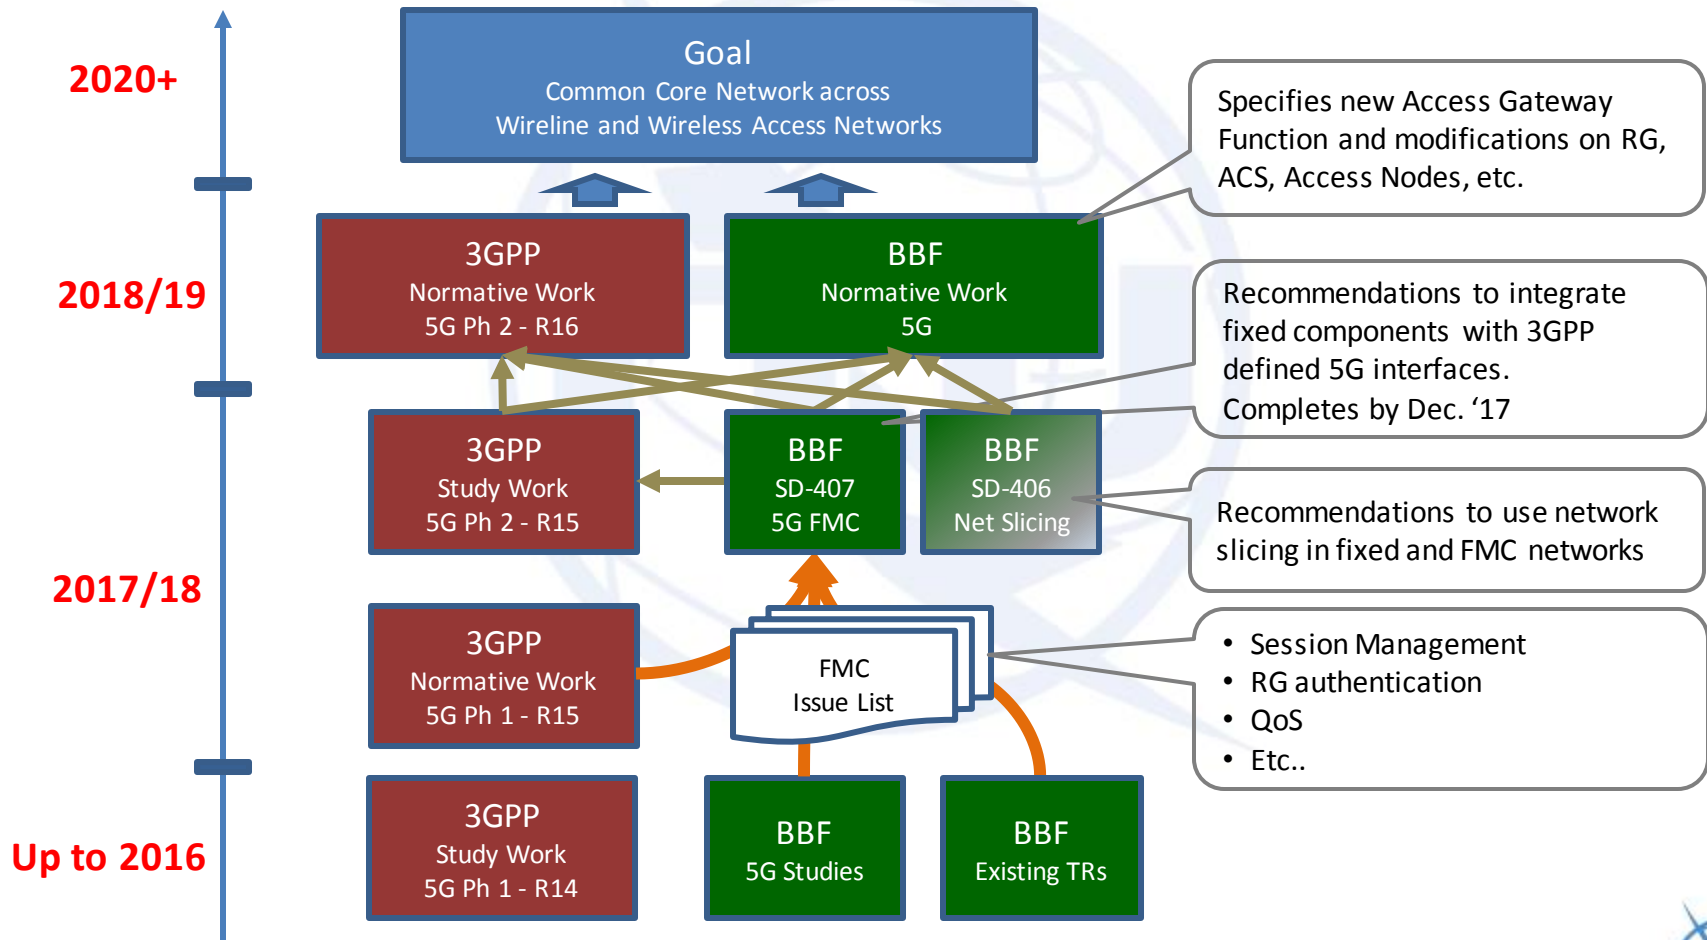 2020+
Goal
Common Core Network across
Wireline and Wireless Access Networks
Specifies new Access Gateway
Function and modifications on RG,
ACS, Access Nodes, etc.
2018/19
3GPP
Normative Work
5G Ph 2 - R16
BBF
Normative Work
5G
Recommendations to integrate
fixed components with 3GPP
defined 5G interfaces.
Completes by Dec. ‘17
3GPP
Study Work
5G Ph 2 - R15
BBF
SD-407
5G FMC
BBF
SD-406
Net Slicing
Recommendations to use network
slicing in fixed and FMC networks
2017/18
3GPP
Normative Work
5G Ph 1 - R15
FMC
Issue List
• Session Management
• RG authentication
• QoS
• Etc..
Up to 2016
3GPP
Study Work
5G Ph 1 - R14
BBF
5G Studies
BBF
Existing TRs